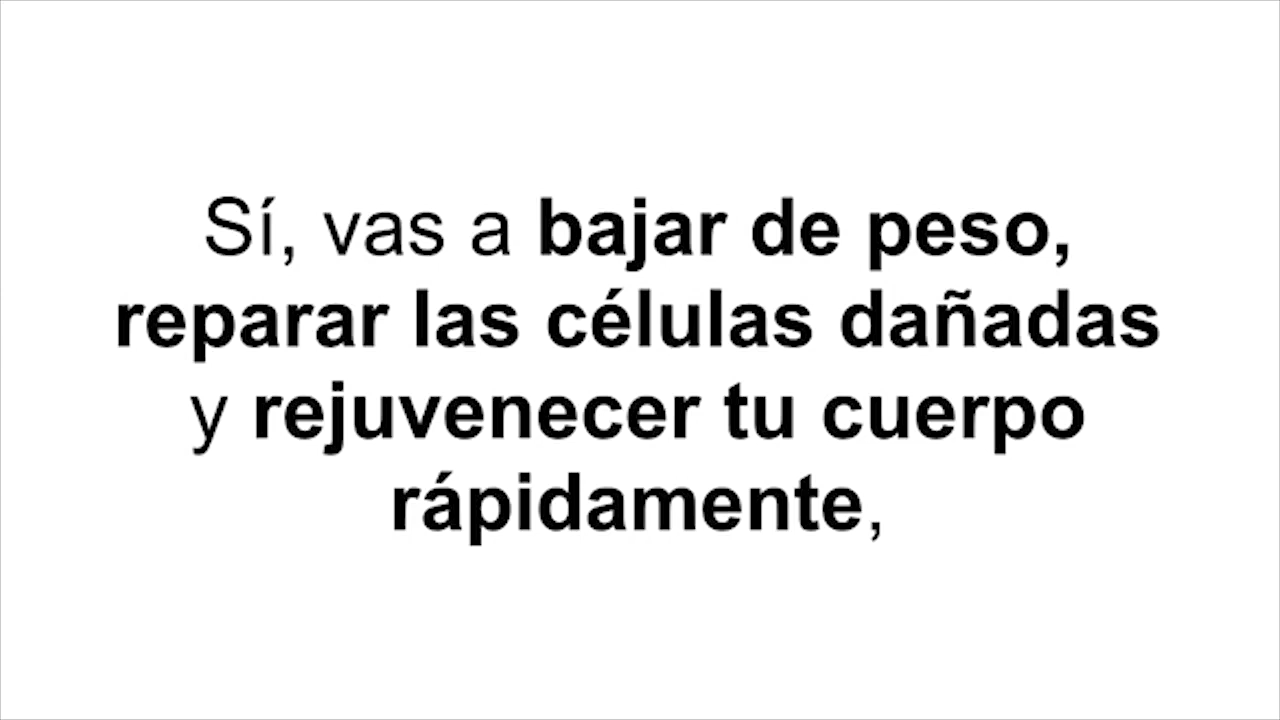 Sí, vas a bajar de peso,
reparar las células dañadas
y rejuvenecer tu cuerpo
rápidamente,